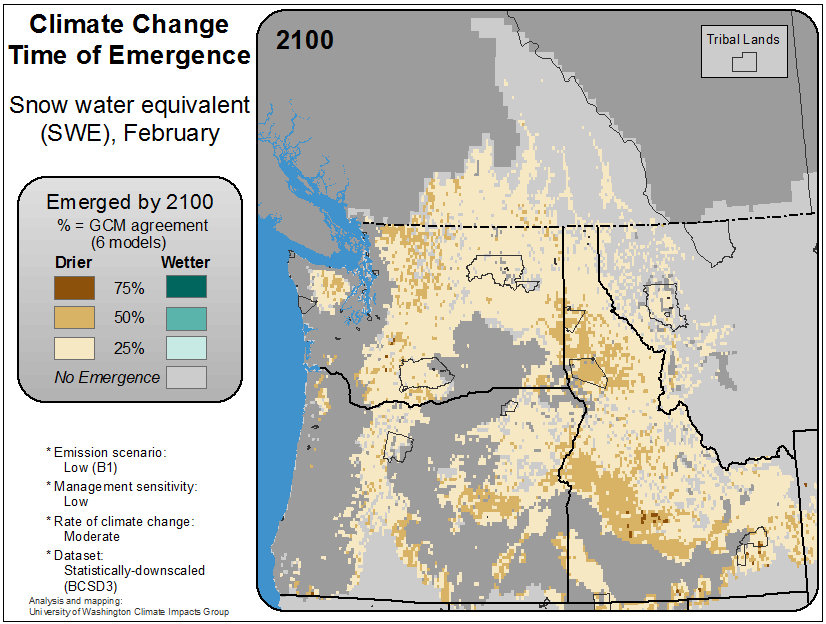 Climate Change
Time of Emergence
Snow water equivalent
(SWE), February
Emerged by 2100
% = GCM agreement
(6 models)
Drier Wetter
75%
50%
25%
No Emergence
* Emission scenario:
Low (B1)
* Management sensitivity:
Low
* Rate of climate change:
Moderate
* Dataset:
Statistically-downscaled
(BCSD3)
Analysis and mapping:
University of Washington Climate Impacts Group
2100
Tribal Lands